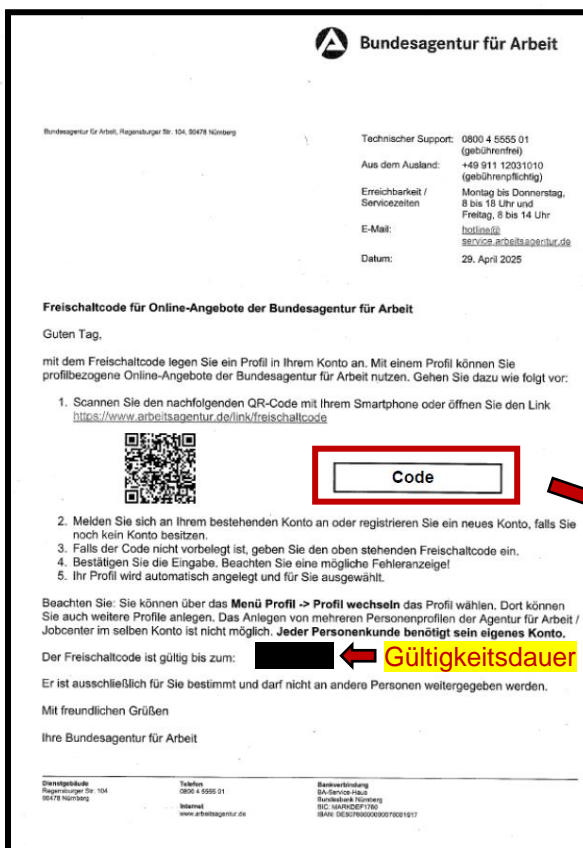 Bundesagentur für Arbeit
Bundesagentur für Arbeit, Regensburger Str. 104, 90478 Nürnberg
Technischer Support: 0800 4 5555 01
(gebührenfrei)
Aus dem Ausland: +49 911 12031010
(gebührenpflichtig)
Erreichbarkeit / Montag bis Donnerstag,
Servicezeiten 8 bis 18 Uhr und
Freitag, 8 bis 14 Uhr
E-Mail: hotline@
service.arbeitsagentur.de
Datum: 29. April 2025
Freischaltcode für Online-Angebote der Bundesagentur für Arbeit
Guten Tag,
mit dem Freischaltcode legen Sie ein Profil in Ihrem Konto an. Mit einem Profil können Sie
profilbezogene Online-Angebote der Bundesagentur für Arbeit nutzen. Gehen Sie dazu wie folgt vor:
1. Scannen Sie den nachfolgenden QR-Code mit Ihrem Smartphone oder öffnen Sie den Link
https://www.arbeitsagentur.de/link/freischaltcode
Code
2. Melden Sie sich an Ihrem bestehenden Konto an oder registrieren Sie ein neues Konto, falls Sie
noch kein Konto besitzen.
3. Falls der Code nicht vorbelegt ist, geben Sie den oben stehenden Freischaltcode ein.
4. Bestätigen Sie die Eingabe. Beachten Sie eine mögliche Fehleranzeige!
5. Ihr Profil wird automatisch angelegt und für Sie ausgewählt.
Beachten Sie: Sie können über das Menü Profil -> Profil wechseln das Profil wählen. Dort können
Sie auch weitere Profile anlegen. Das Anlegen von mehreren Personenprofilen der Agentur für Arbeit /
Jobcenter im selben Konto ist nicht möglich. Jeder Personenkunde benötigt sein eigenes Konto.
Der Freischaltcode ist gültig bis zum: Gültigkeitsdauer
Er ist ausschließlich für Sie bestimmt und darf nicht an andere Personen weitergegeben werden.
Mit freundlichen Grüßen
Ihre Bundesagentur für Arbeit
Dienstgebäude Telefon Bankverbindung
Regensburger Str. 104 0800 4 5555 01 BA-Service-Haus
90478 Nürnberg Bundesbank Nürnberg
Internet BIC: MARKDEF1760
www.arbeitsagentur.de IBAN: